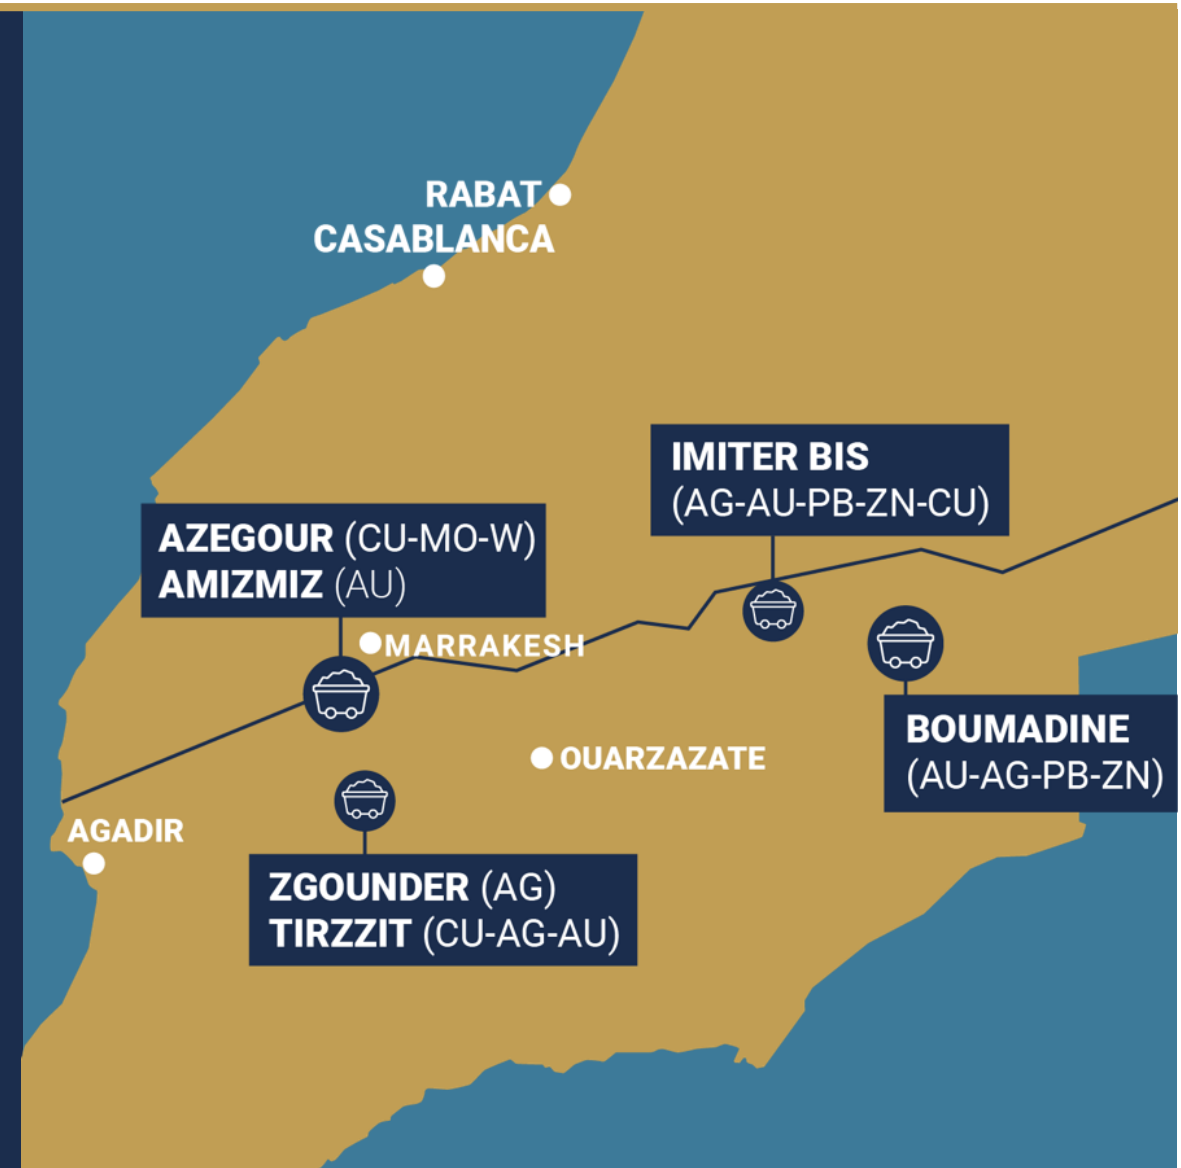 RABAT
CASABLANCA
IMITER BIS
(AG-AU-PB-ZN-CU)
AZEGOUR (CU-MO-W)
AMIZMIZ (AU)
MARRAKESH
BOUMADINE
(AU-AG-PB-ZN)
OUARZAZATE
AGADIR
ZGOUNDER (AG)
TIRZZIT (CU-AG-AU)